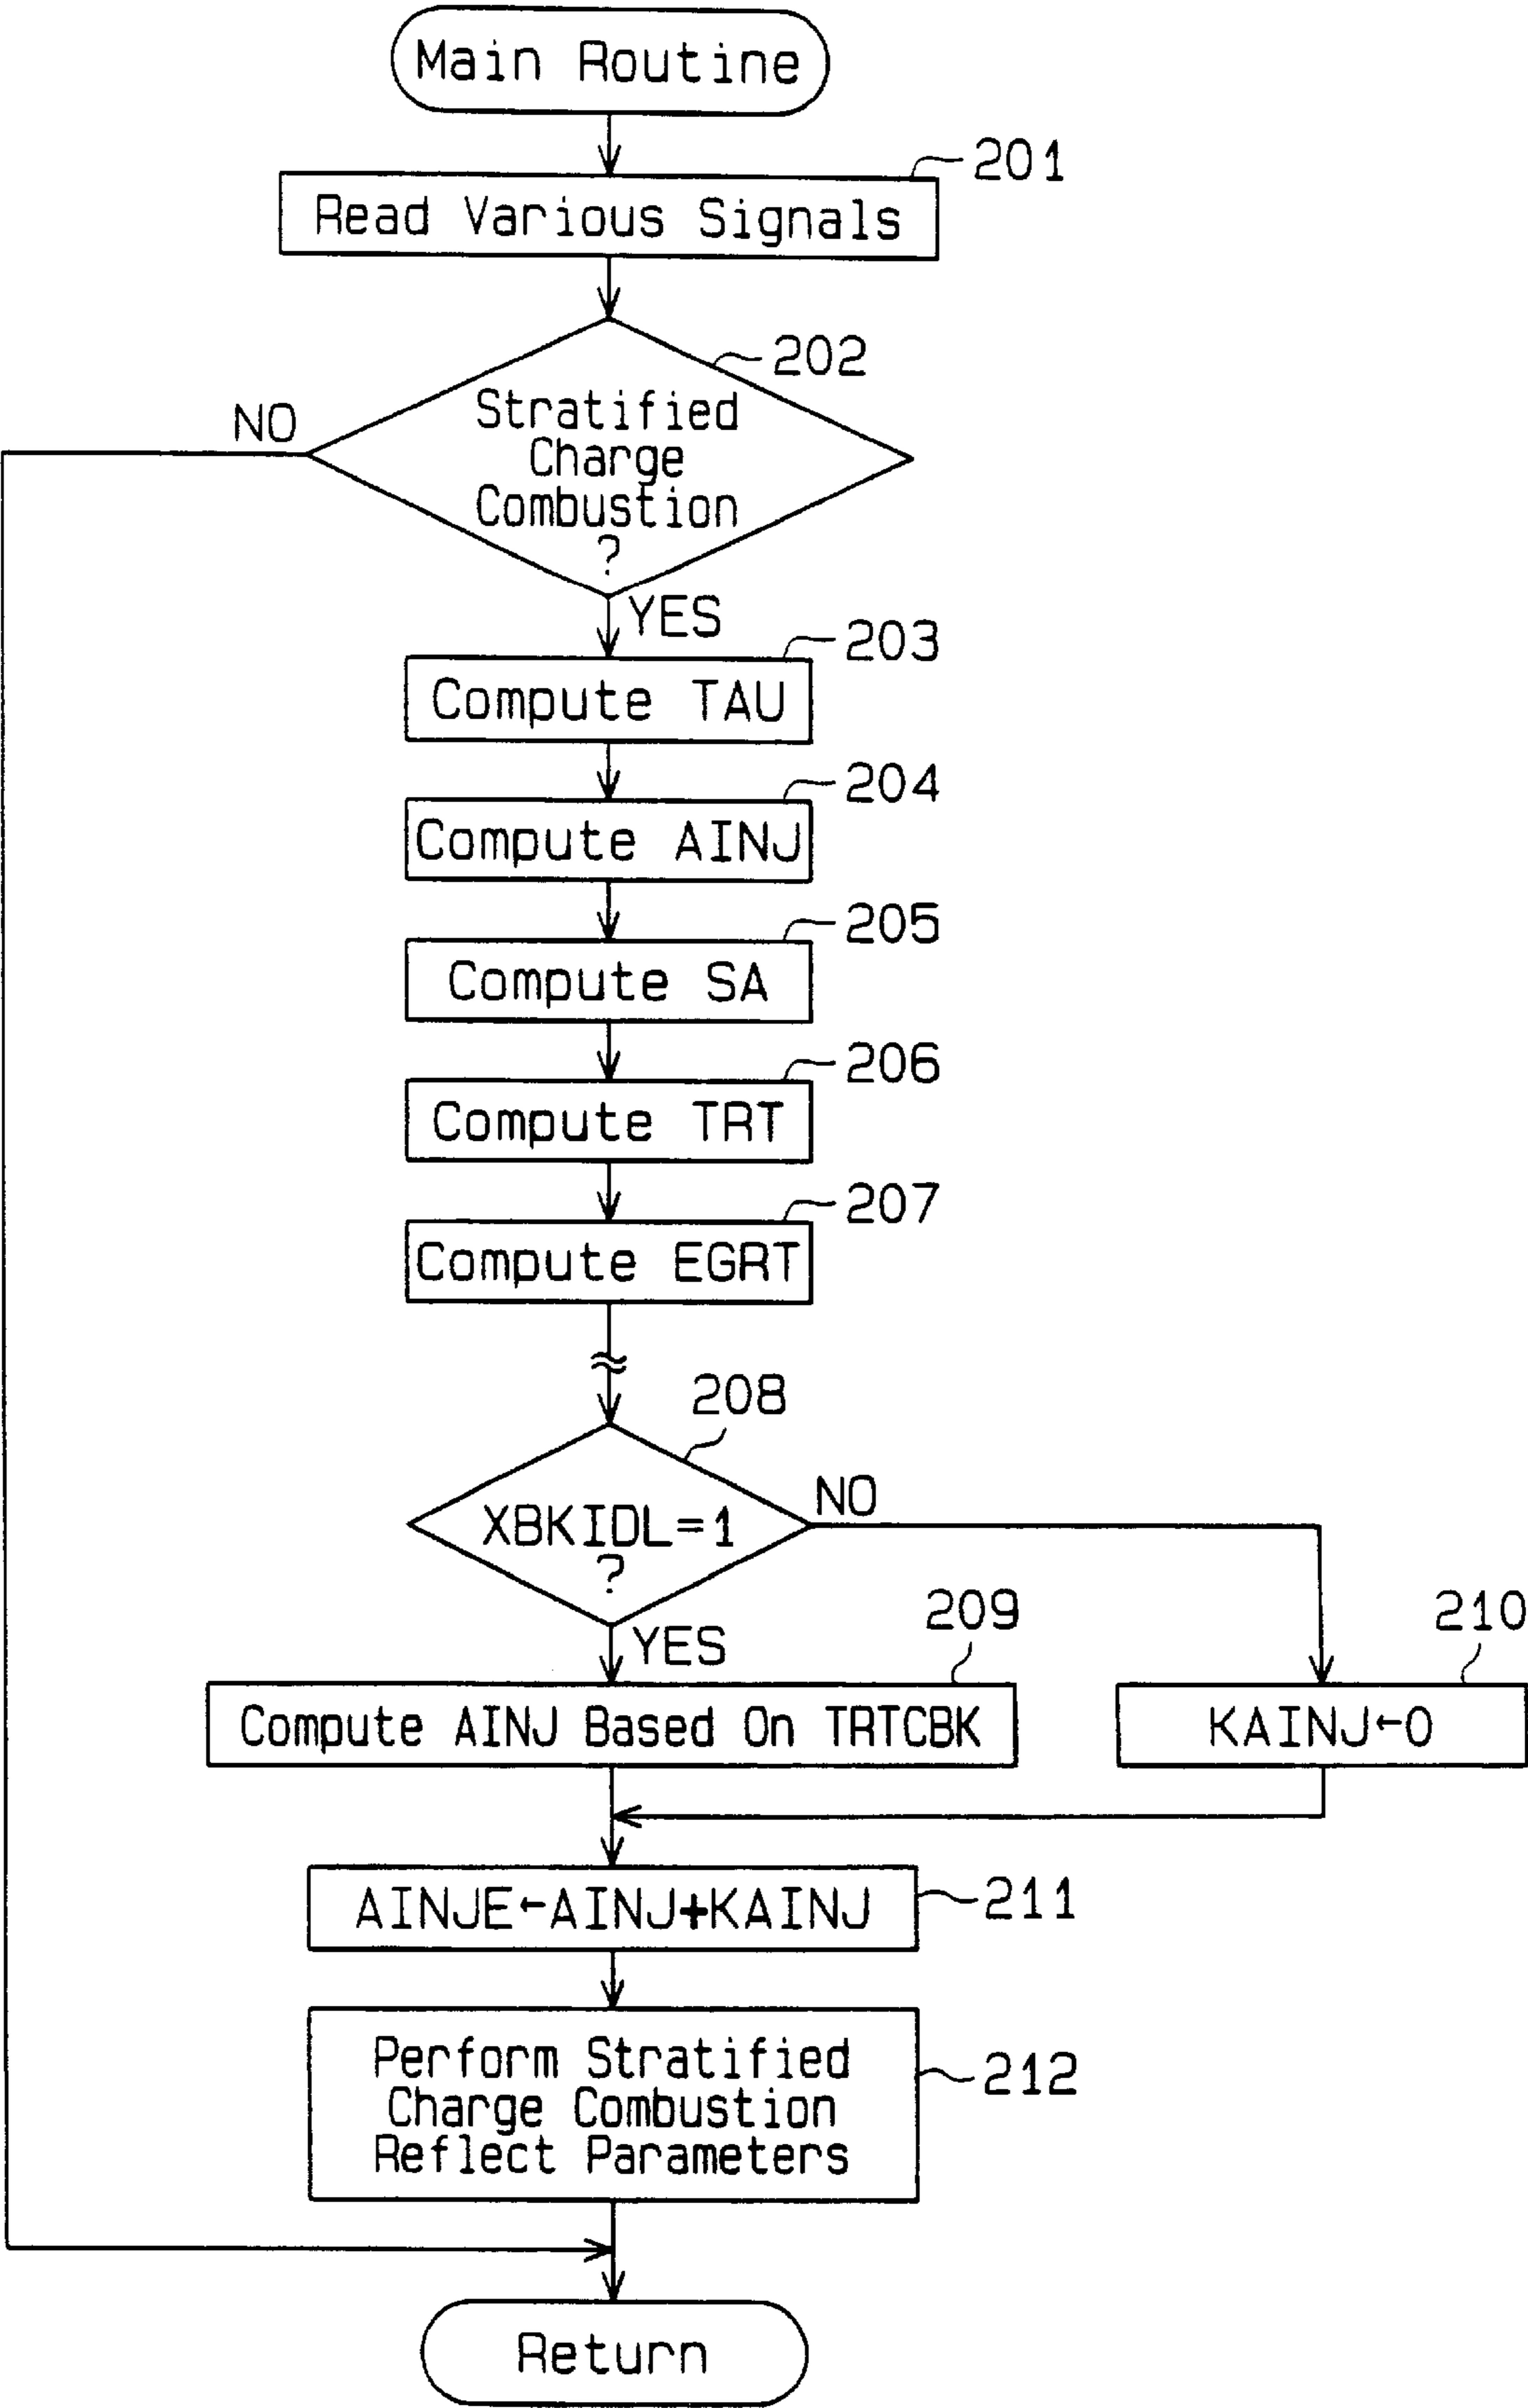 Main Routine
201
Read Various Signals
202
Stratified
Charge
Combustion
?
NO
YES
203
Compute TAU
204
Compute AINJ
205
Compute SA
206
Compute TRT
207
Compute EGRT
208
XBKIDL=1
?
NO
YES
209
Compute AINJ Based On TRTCBK
210
KAINJ←0
AINJE←AINJ+KAINJ
211
Perform Stratified
Charge Combustion
Reflect Parameters
212
Return